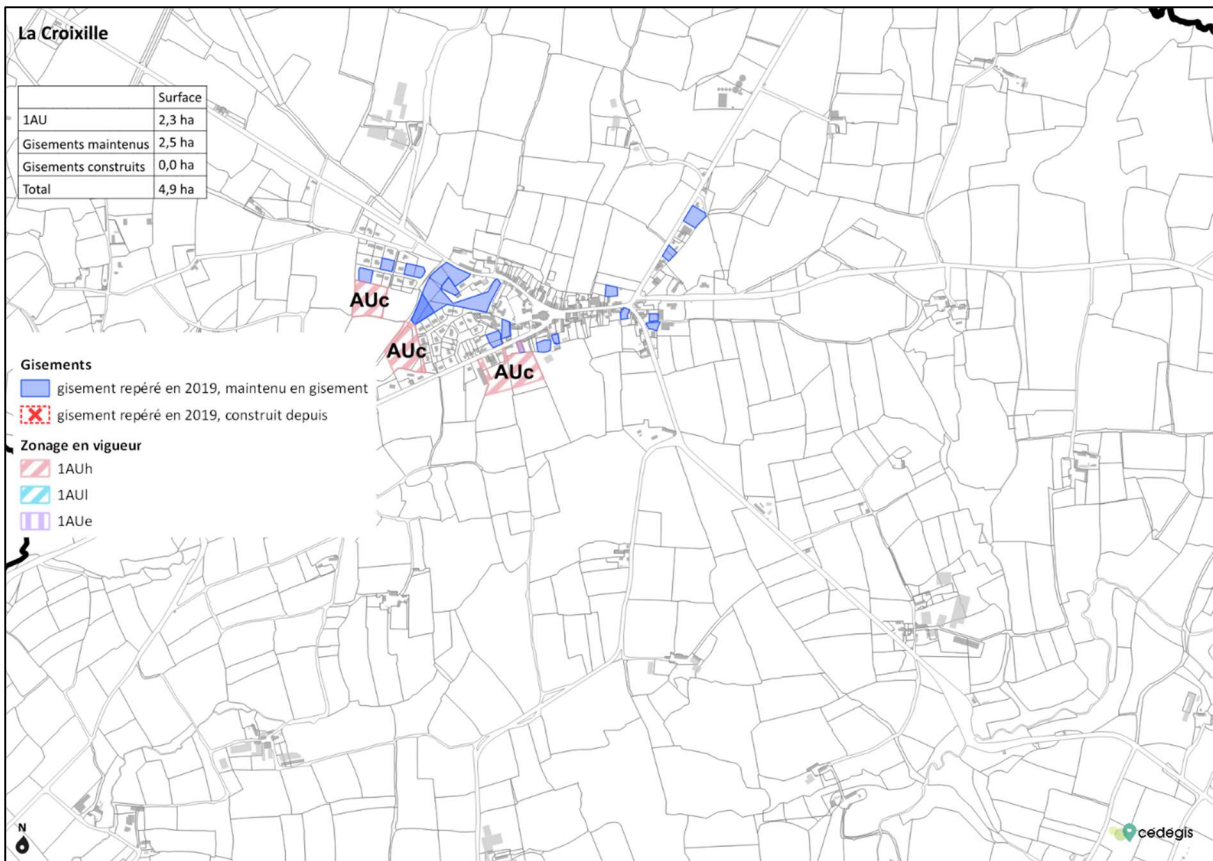 La Croixille
Surface
1AU 2,3 ha
Gisements maintenus 2,5 ha
Gisements construits 0,0 ha
Total 4,9 ha
AUc
AUc
AUc
Gisements
gisement repéré en 2019, maintenu en gisement
gisement repéré en 2019, construit depuis
Zonage en vigueur
1AUh
1AUl
1AUe
N
cedegis